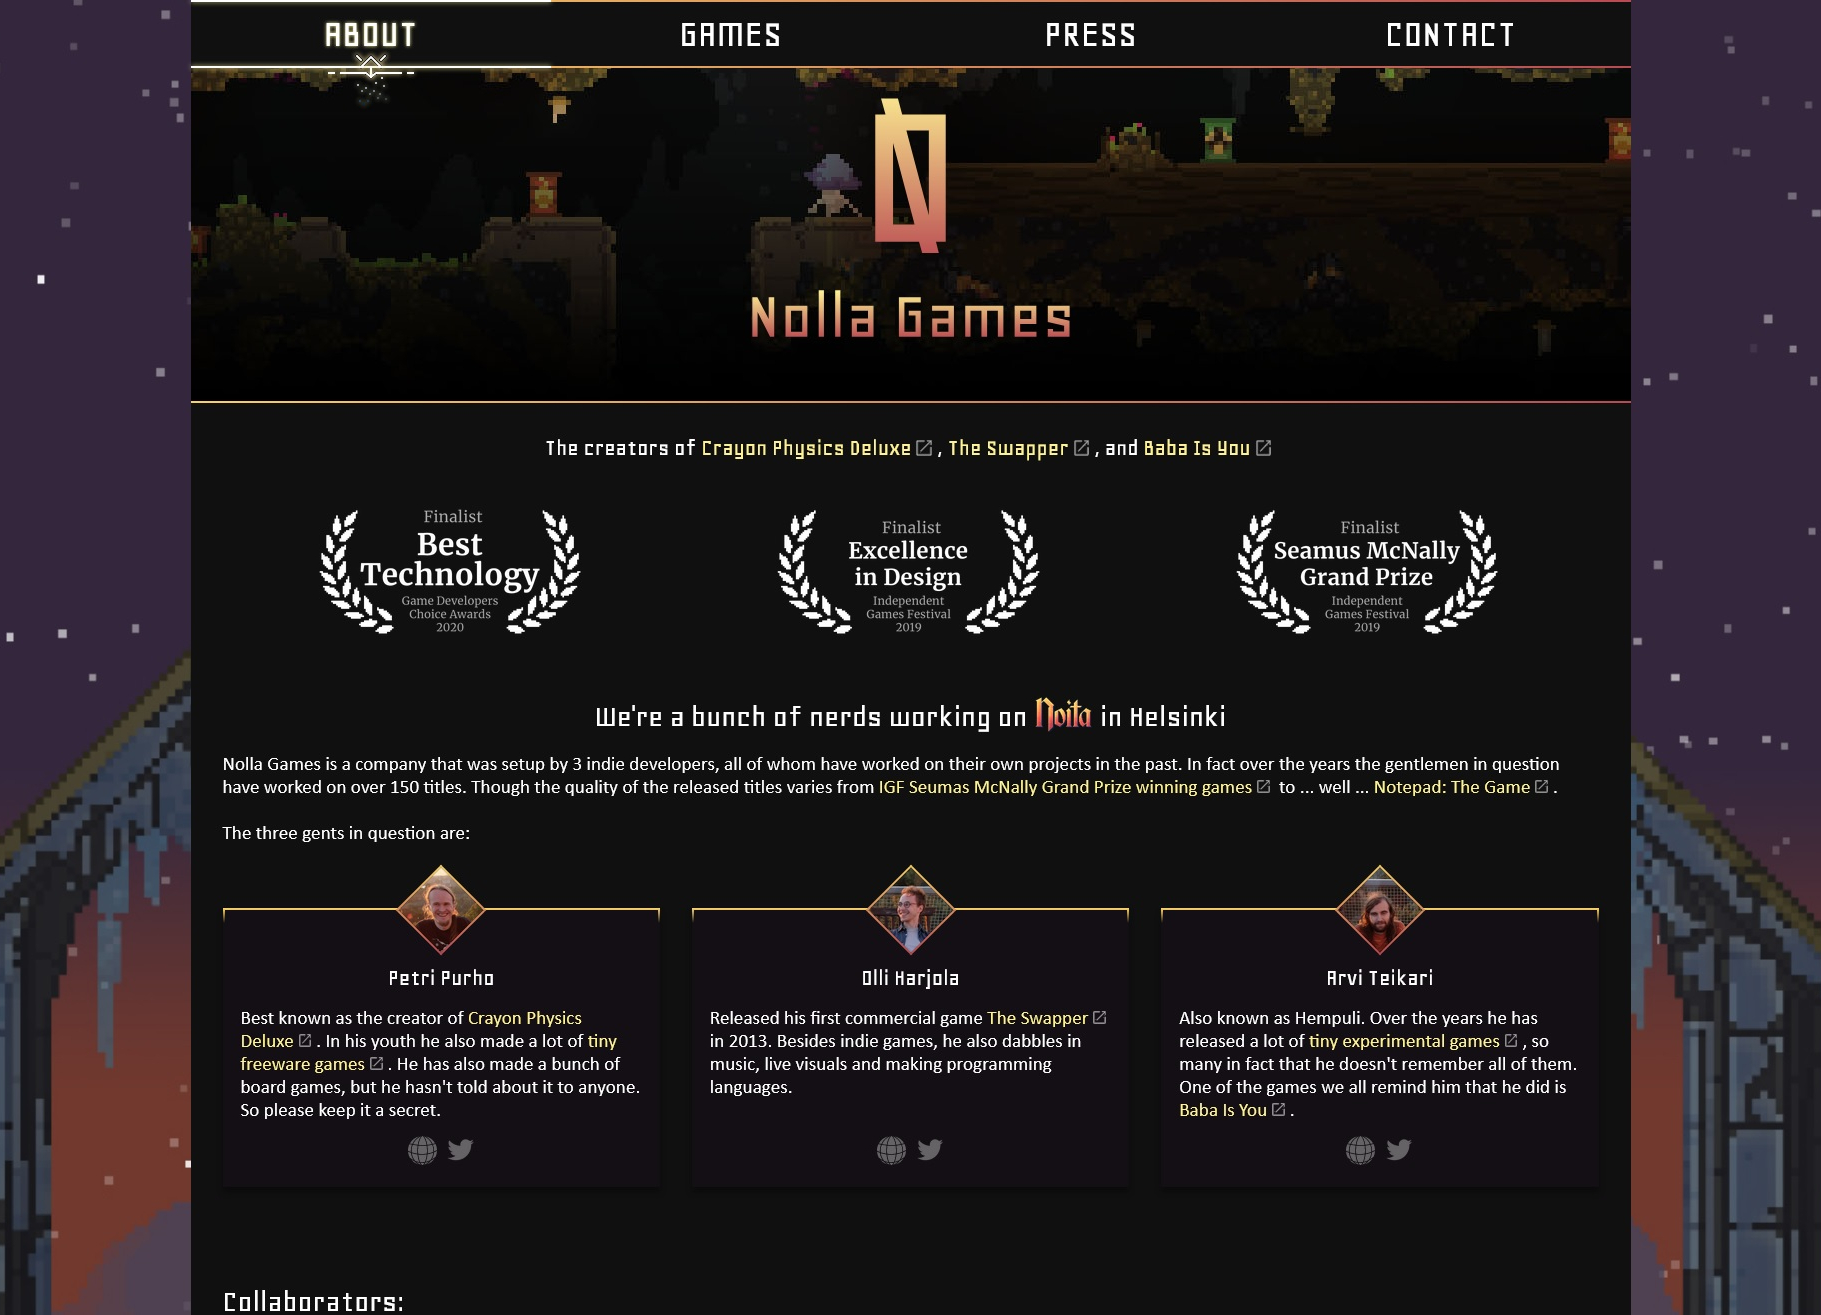 ABOUT GAMES PRESS CONTACT
Nolla Games
The creators of Crayon Physics Deluxe , The Swapper , and Baba Is You
Finalist
Best
Technology
Game Developers
Choice Awards
2020
Finalist
Excellence
in Design
Independent
Games Festival
2019
Finalist
Seamus McNally
Grand Prize
Independent
Games Festival
2019
We're a bunch of nerds working on Noita in Helsinki
Nolla Games is a company that was setup by 3 indie developers, all of whom have worked on their own projects in the past. In fact over the years the gentlemen in question
have worked on over 150 titles. Though the quality of the released titles varies from IGF Seumas McNally Grand Prize winning games to ... well ... Notepad: The Game .
The three gents in question are:
Petri Purho
Best known as the creator of Crayon Physics
Deluxe . In his youth he also made a lot of tiny
freeware games . He has also made a bunch of
board games, but he hasn't told about it to anyone.
So please keep it a secret.
Olli Harjola
Released his first commercial game The Swapper
in 2013. Besides indie games, he also dabbles in
music, live visuals and making programming
languages.
Arvi Teikari
Also known as Hempuli. Over the years he has
released a lot of tiny experimental games , so
many in fact that he doesn't remember all of them.
One of the games we all remind him that he did is
Baba Is You .
Collaborators: